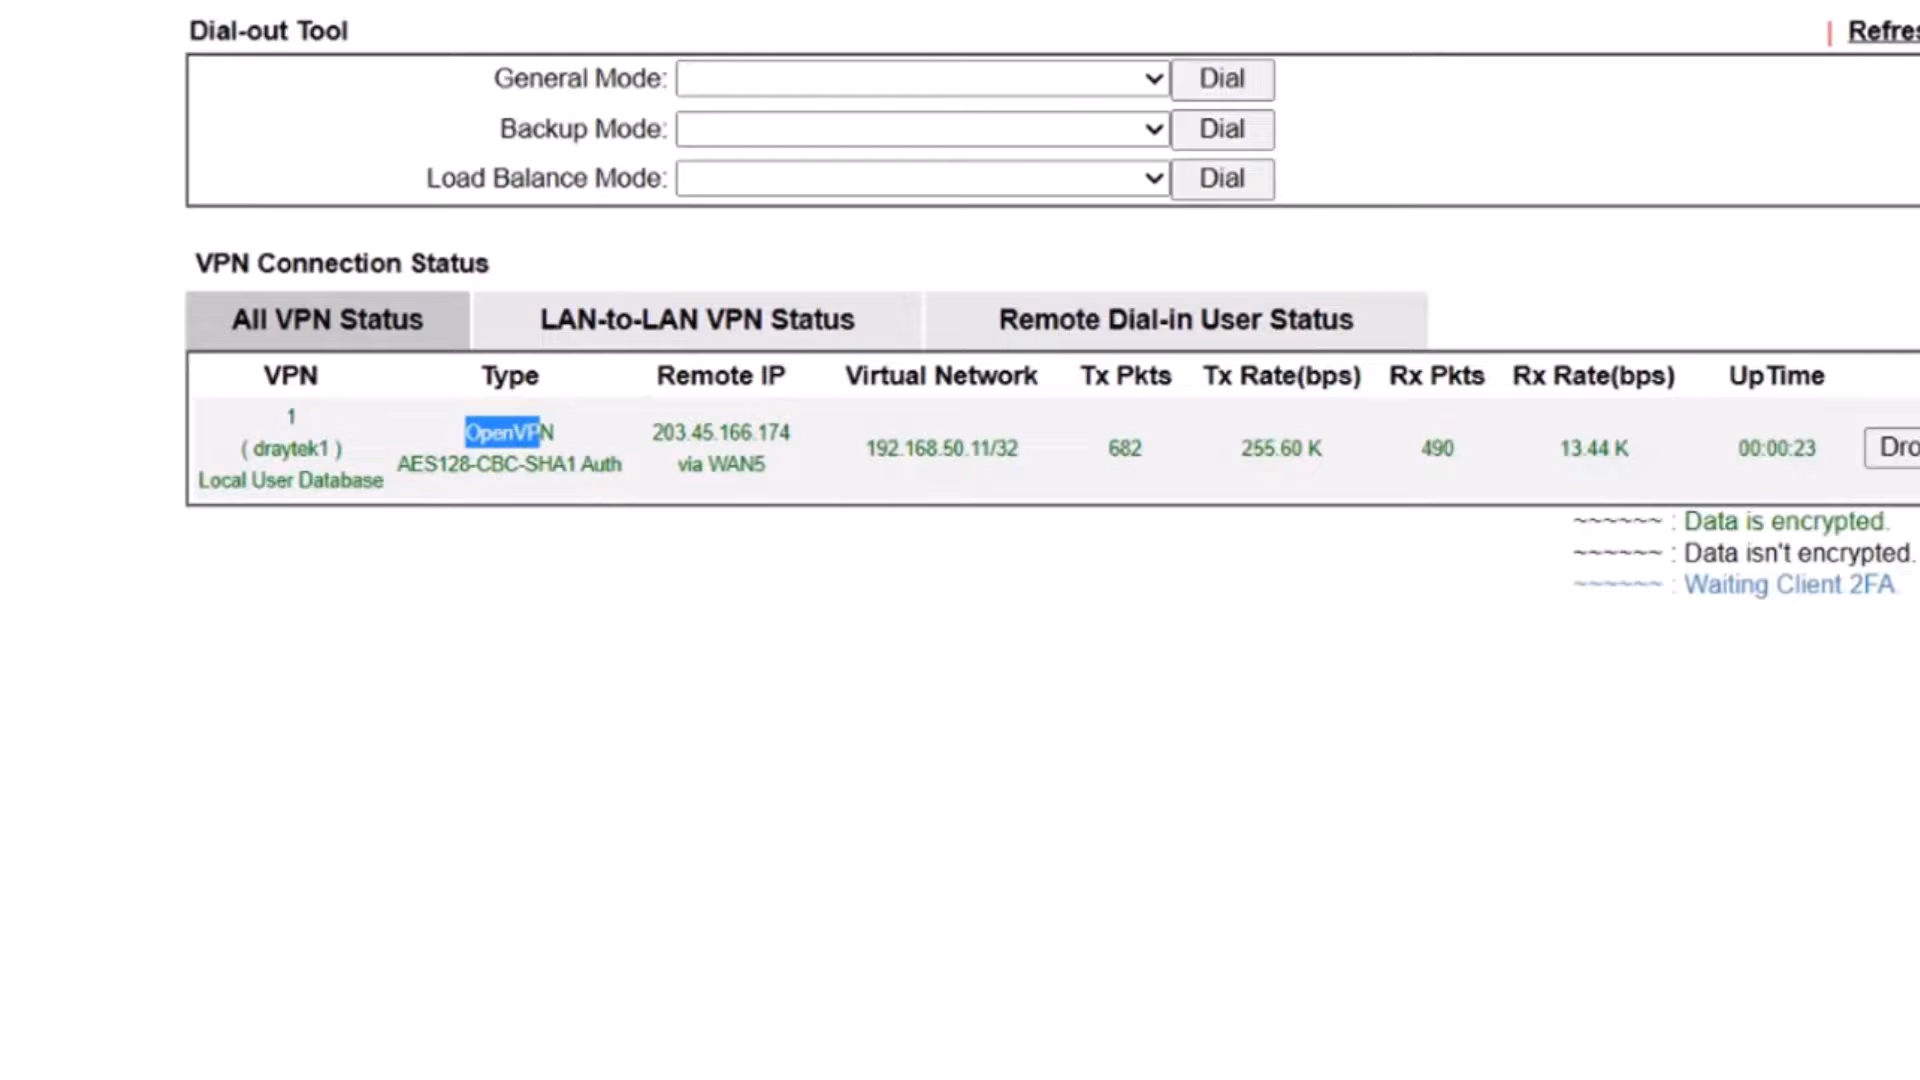 Dial-out Tool
| Refres
General Mode: Dial
Backup Mode: Dial
Load Balance Mode: Dial
VPN Connection Status
All VPN Status LAN-to-LAN VPN Status Remote Dial-in User Status
VPN Type Remote IP Virtual Network Tx Pkts Tx Rate(bps) Rx Pkts Rx Rate(bps) UpTime
1
( draytek1 )
Local User Database
OpenVPN
AES128-CBC-SHA1 Auth
203.45.166.174
via WAN5
192.168.50.11/32 682 255.60 K 490 13.44 K 00:00:23 Dro
~~~~~~ : Data is encrypted.
~~~~~~ : Data isn't encrypted.
~~~~~~ : Waiting Client 2FA.